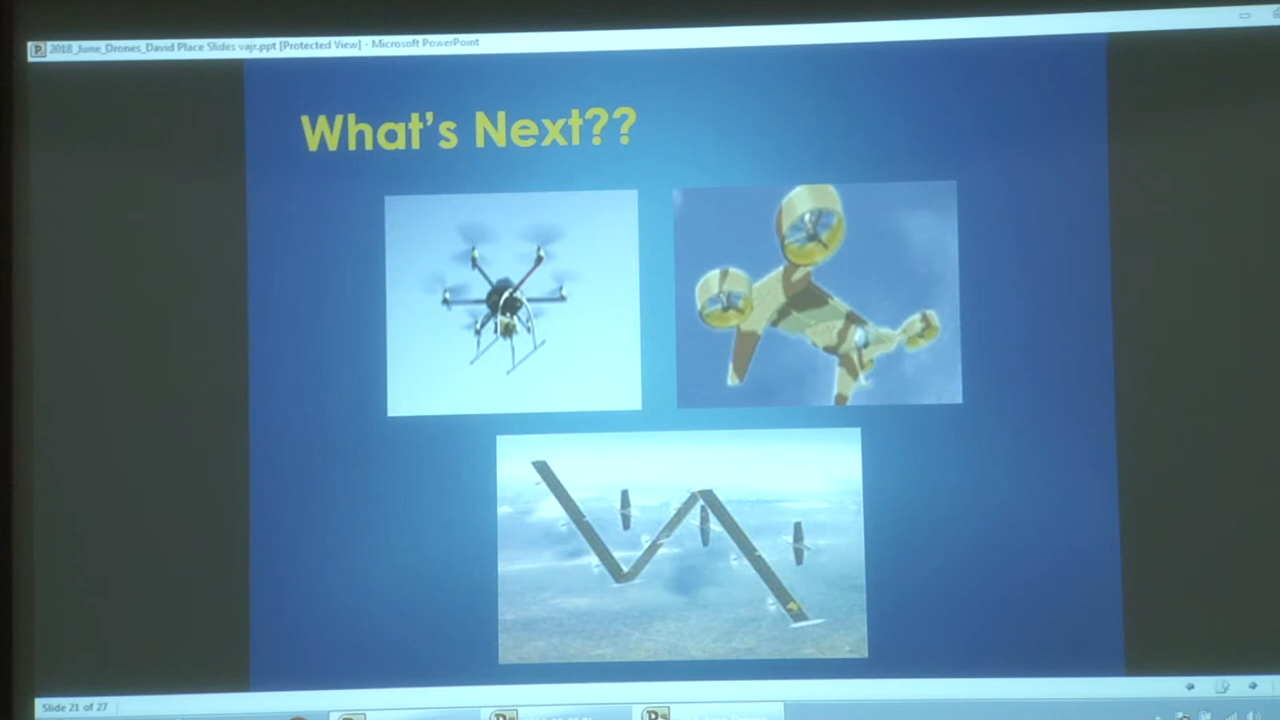 2018_June_Drones_David Place Slides vajr.ppt [Protected View] - Microsoft PowerPoint
What's Next??
Slide 21 of 27